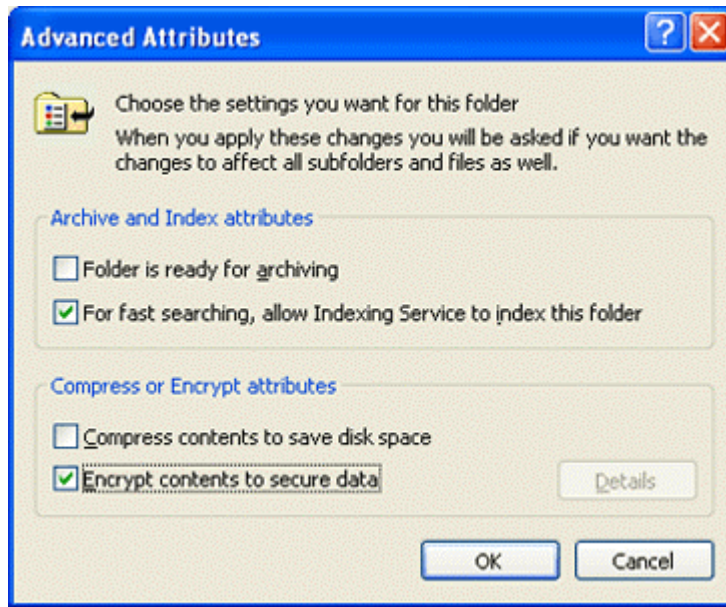 Advanced Attributes
Choose the settings you want for this folder
When you apply these changes you will be asked if you want the
changes to affect all subfolders and files as well.
Archive and Index attributes
Folder is ready for archiving
For fast searching, allow Indexing Service to index this folder
Compress or Encrypt attributes
Compress contents to save disk space
Encrypt contents to secure data
Details
OK
Cancel